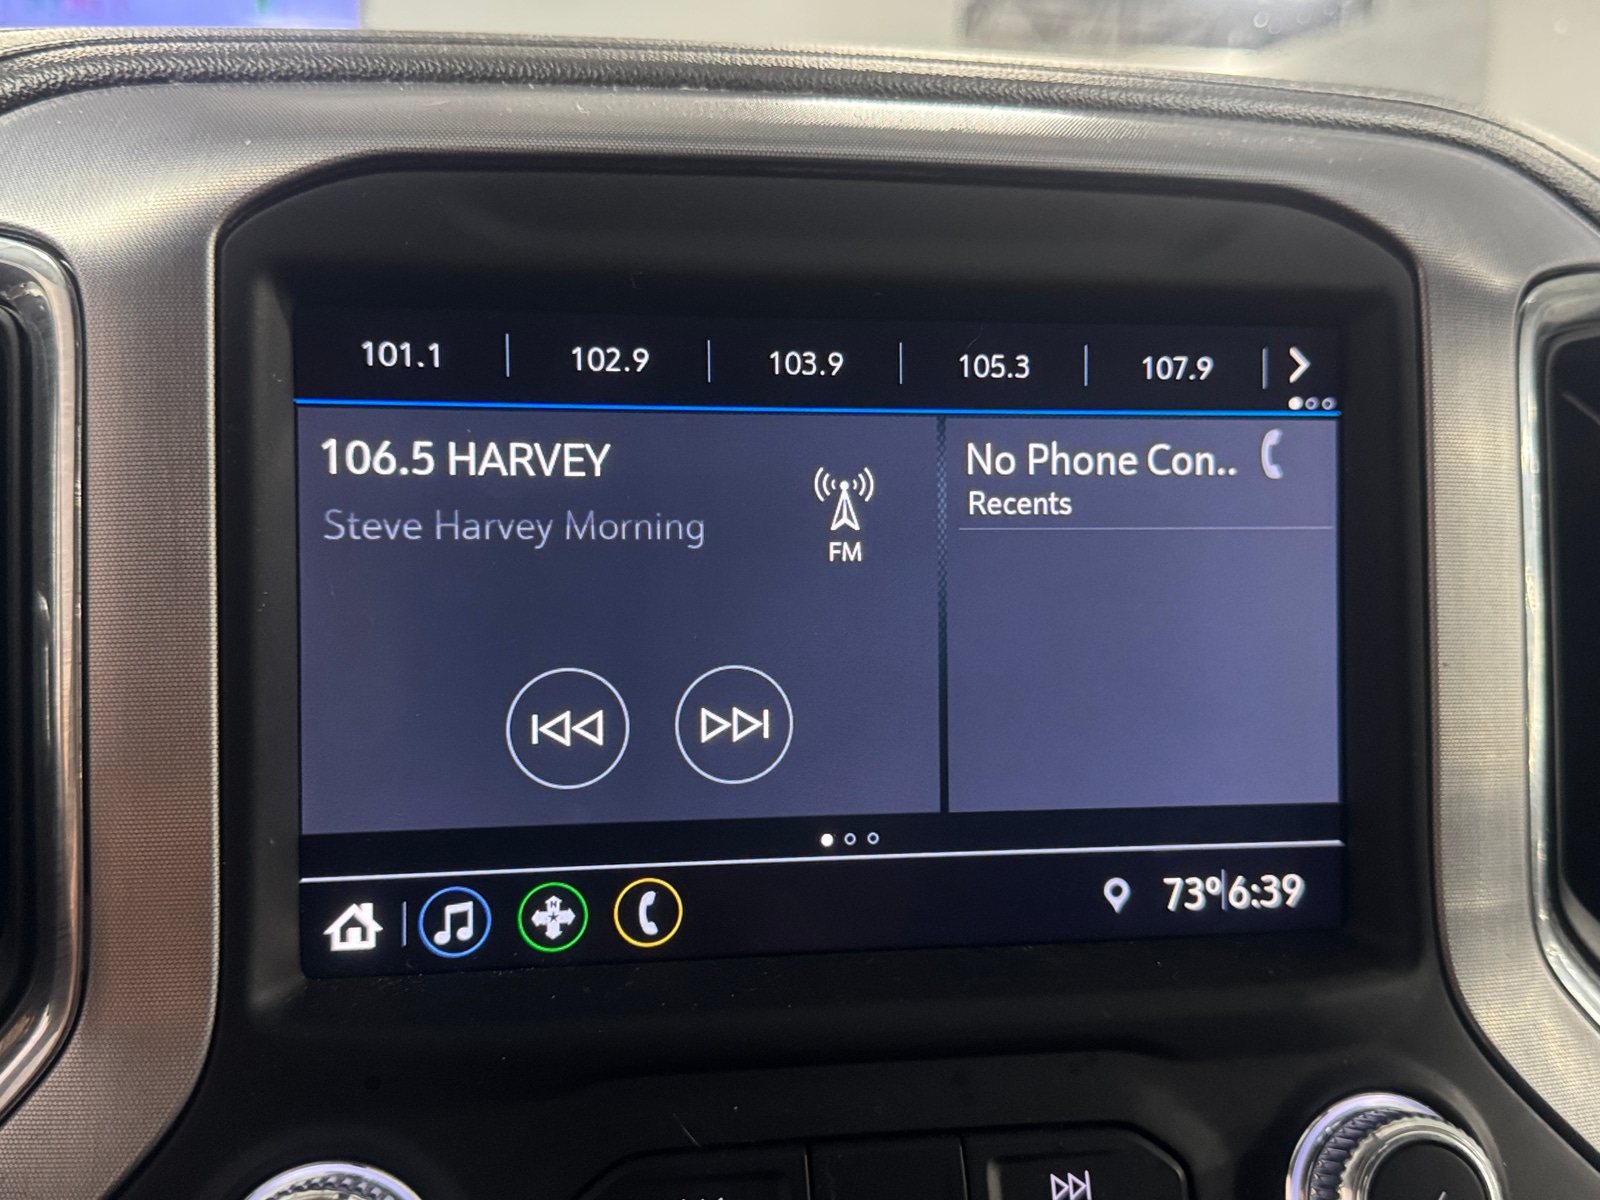 101.1 | 102.9 | 103.9 | 105.3 | 107.9 |
106.5 HARVEY
Steve Harvey Morning
FM
No Phone Con..
Recents
N
73°|6:39